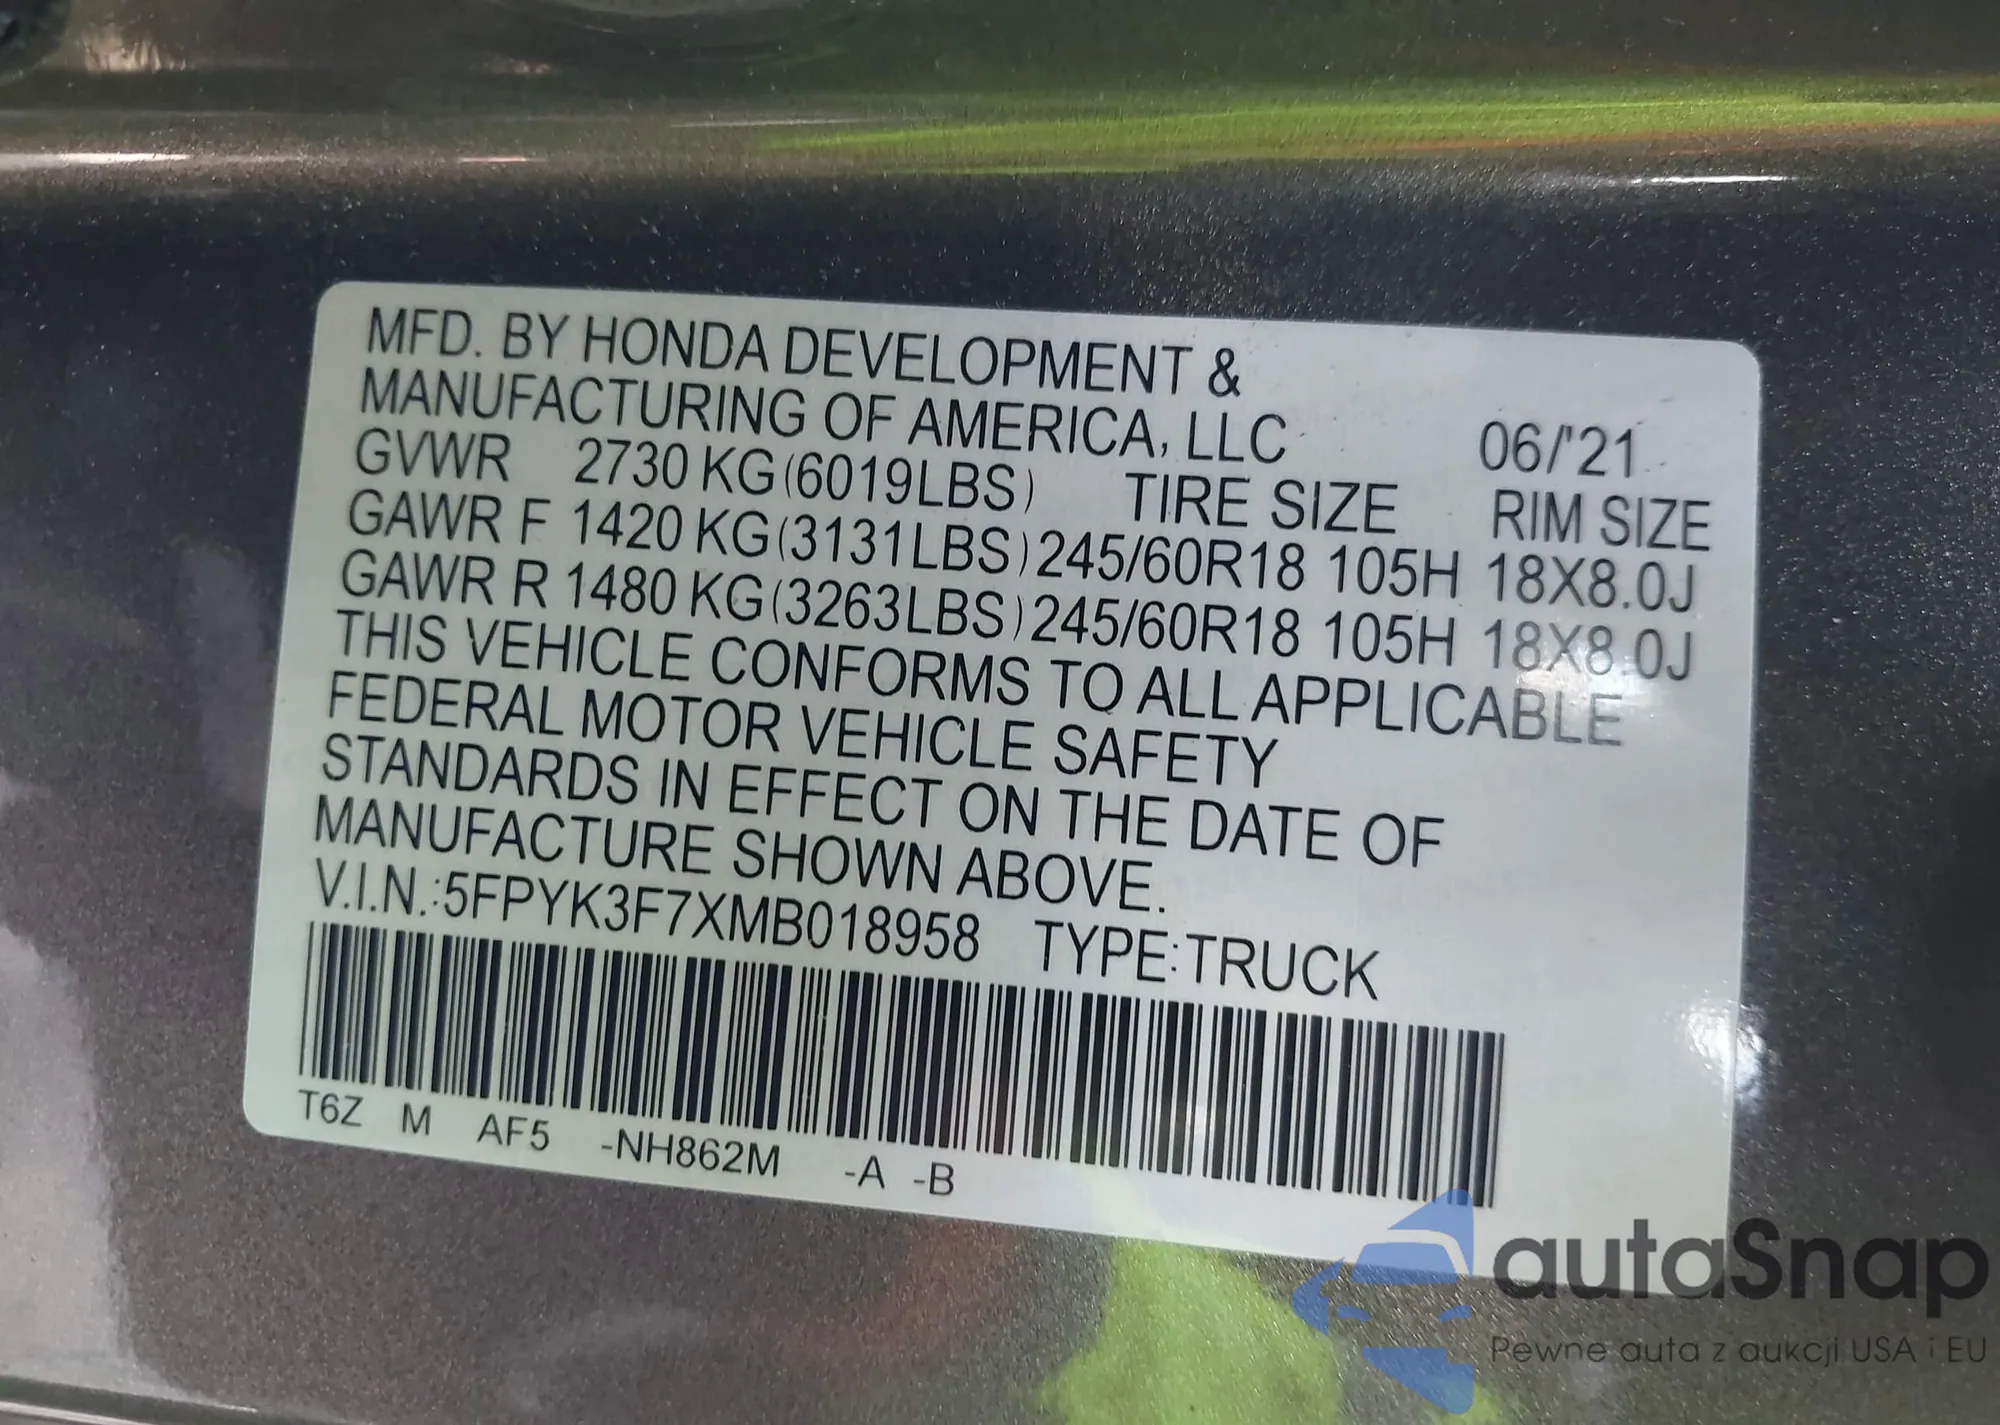 MFD. BY HONDA DEVELOPMENT &
MANUFACTURING OF AMERICA, LLC 06/'21
GVWR 2730 KG(6019LBS) TIRE SIZE RIM SIZE
GAWR F 1420 KG(3131LBS)245/60R18 105H 18X8.0J
GAWR R 1480 KG(3263LBS)245/60R18 105H 18X8.0J
THIS VEHICLE CONFORMS TO ALL APPLICABLE
FEDERAL MOTOR VEHICLE SAFETY
STANDARDS IN EFFECT ON THE DATE OF
MANUFACTURE SHOWN ABOVE.
V.I.N.:5FPYK3F7XMB018958 TYPE:TRUCK
T6Z M AF5 -NH862M -A -B
autaSnap
Pewne auta z aukcji USA i EU